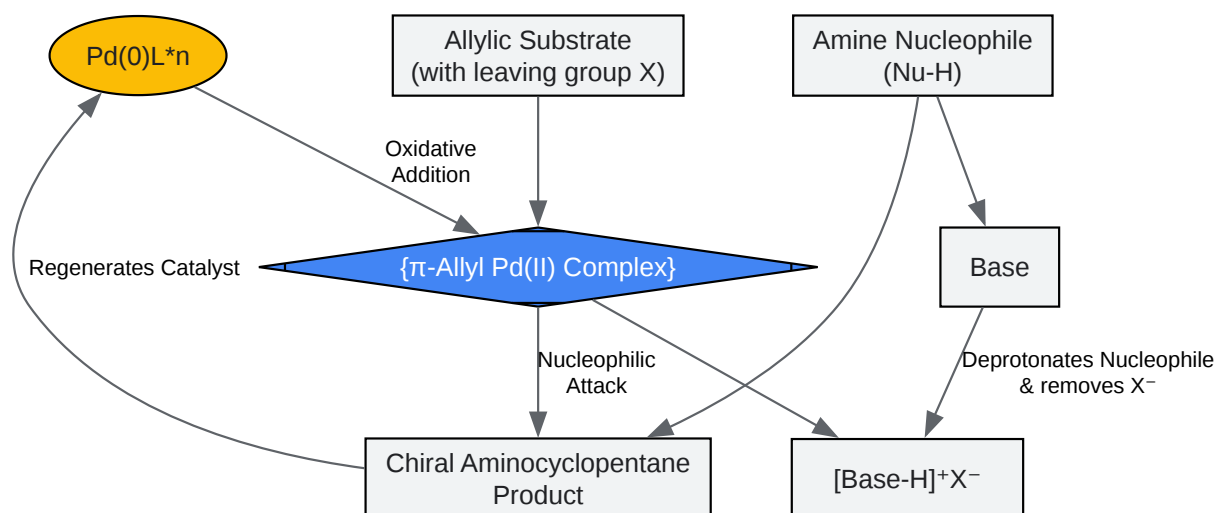 Pd(0)L*n
Allylic Substrate
(with leaving group X)
Amine Nucleophile
(Nu-H)
Oxidative
Addition
Regenerates Catalyst
{π-Allyl Pd(II) Complex}
Base
Nucleophilic
Attack
Deprotonates Nucleophile
& removes X⁻
Chiral Aminocyclopentane
Product
[Base-H]⁺X⁻